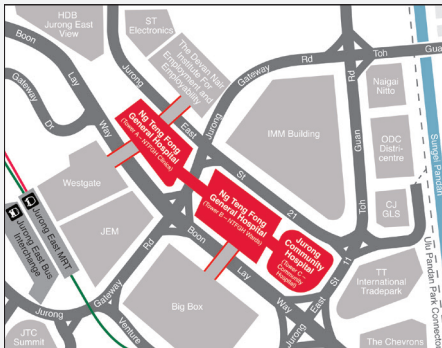 HDB
Jurong East
View
ST
Electronics
The Devan Nair
Institute For
Employment and
Employability
Boon
Lay
Way
Gateway
Dr
Jurong
East
St
21
Jurong
Gateway
Rd
Toh
Guan
Rd
Toh
Guan
Naigai
Nitto
ODC
Distri-
centre
CJ
GLS
Sungei Pandan
Ulu Pandan Park Connector
IMM Building
Ng Teng Fong
General Hospital
(Tower A – NTFGH Clinics)
Ng Teng Fong
General Hospital
(Tower B – NTFGH Wards)
Jurong
Community
Hospital
(Tower C –
Community
Hospital)
Westgate
JEM
Jurong East MRT
Jurong East Bus
Interchange
Boon
Lay
Way
Jurong
East
St
11
TT
International
Tradepark
The Chevrons
Big Box
Jurong
Gateway
Rd
Venture
JTC
Summit